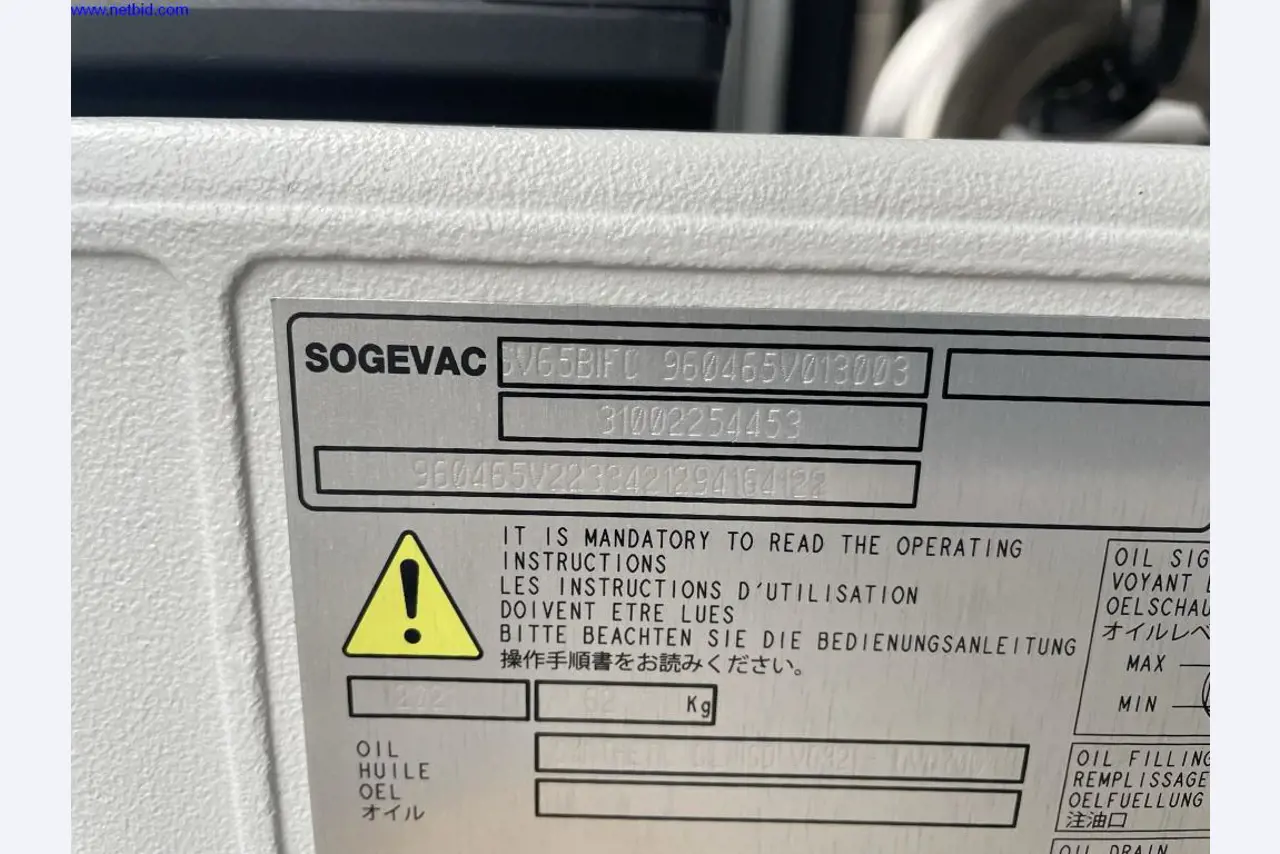 www.netbid.com
SOGEVAC SV65BIFC 960465V013003
31002254453
IT IS MANDATORY TO READ THE OPERATING
INSTRUCTIONS
LES INSTRUCTIONS D'UTILISATION
DOIVENT ETRE LUES
BITTE BEACHTEN SIE DIE BEDIENUNGSANLEITUNG
操作手順書をお読みください。
62 Kg
OIL
HUILE
OEL
オイル
OIL SIG
VOYANT
OELSCHAU
オイルレベ
MAX
MIN
OIL FILLING
REMPLISSAGE
OELFUELLUNG
注油口
OIL DRAIN